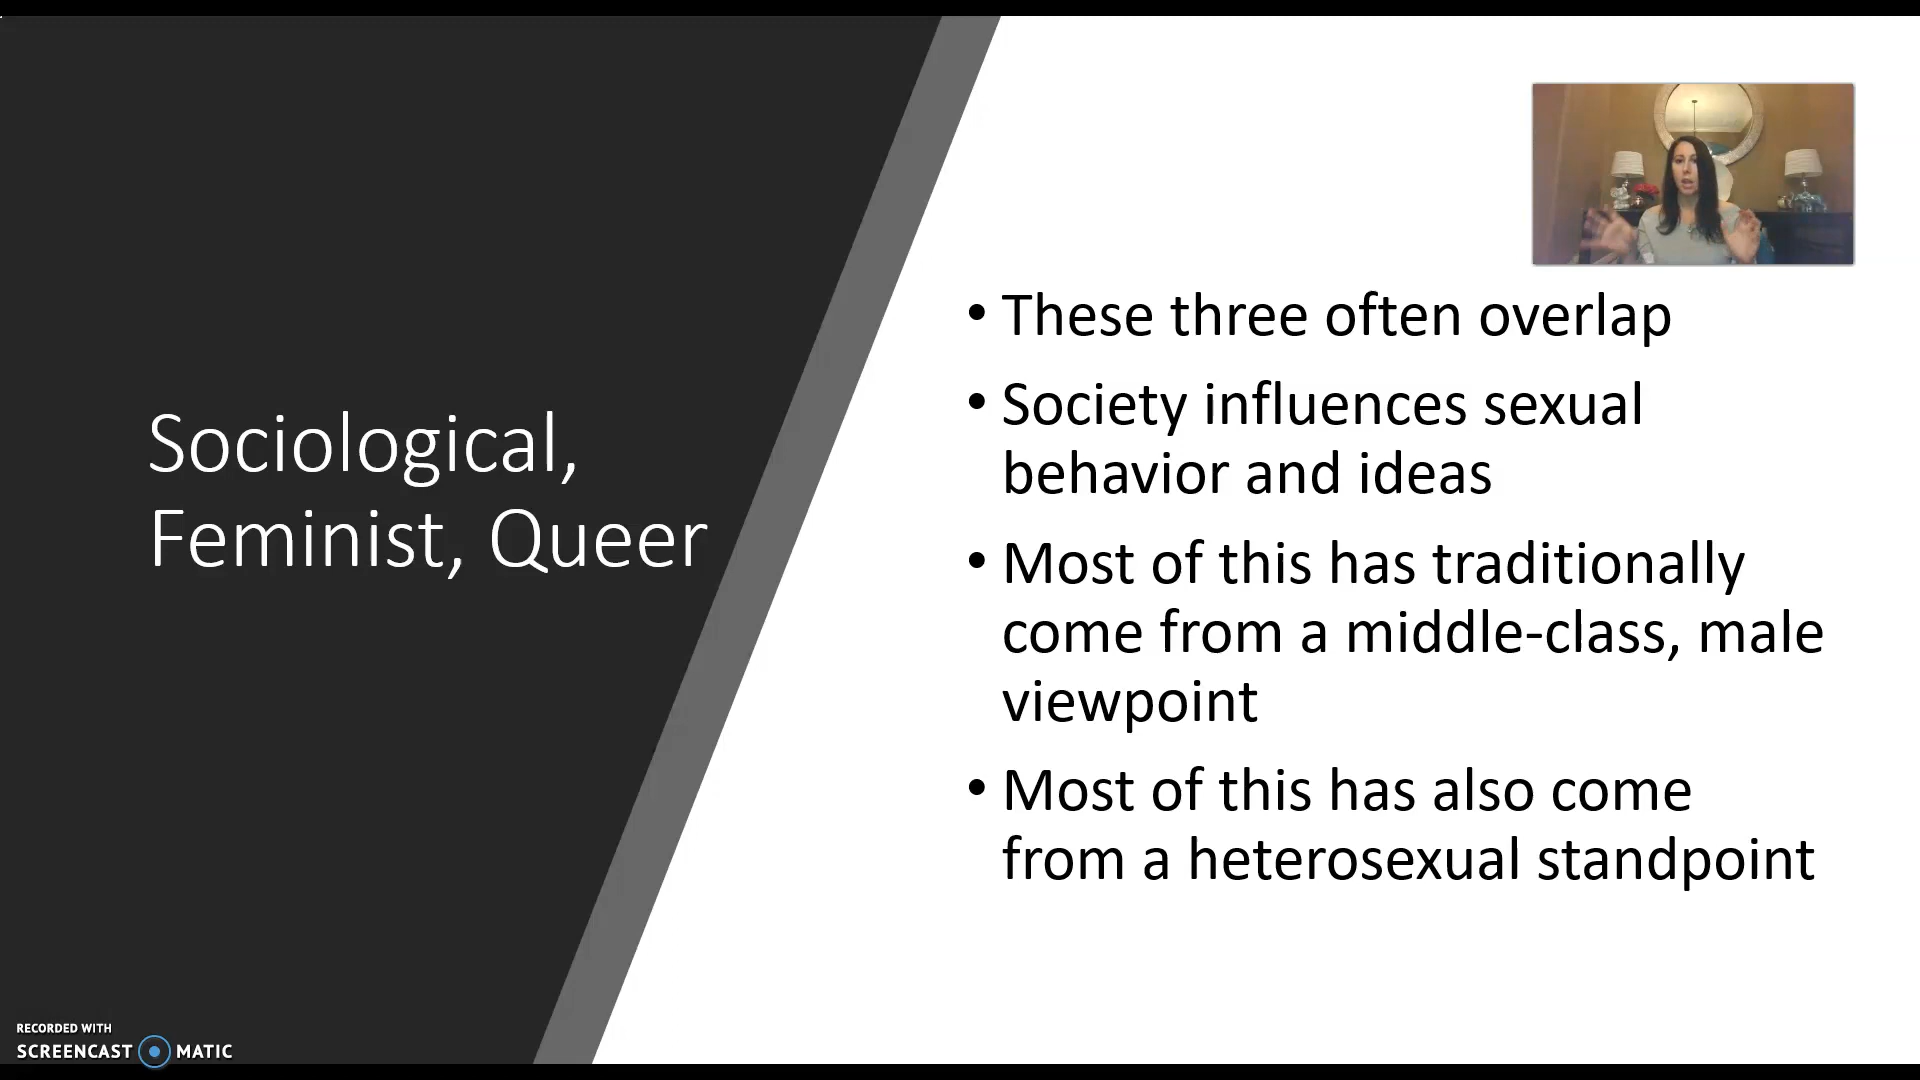 Sociological,
Feminist, Queer
• These three often overlap
• Society influences sexual
behavior and ideas
• Most of this has traditionally
come from a middle-class, male
viewpoint
• Most of this has also come
from a heterosexual standpoint
RECORDED WITH
SCREENCAST MATIC